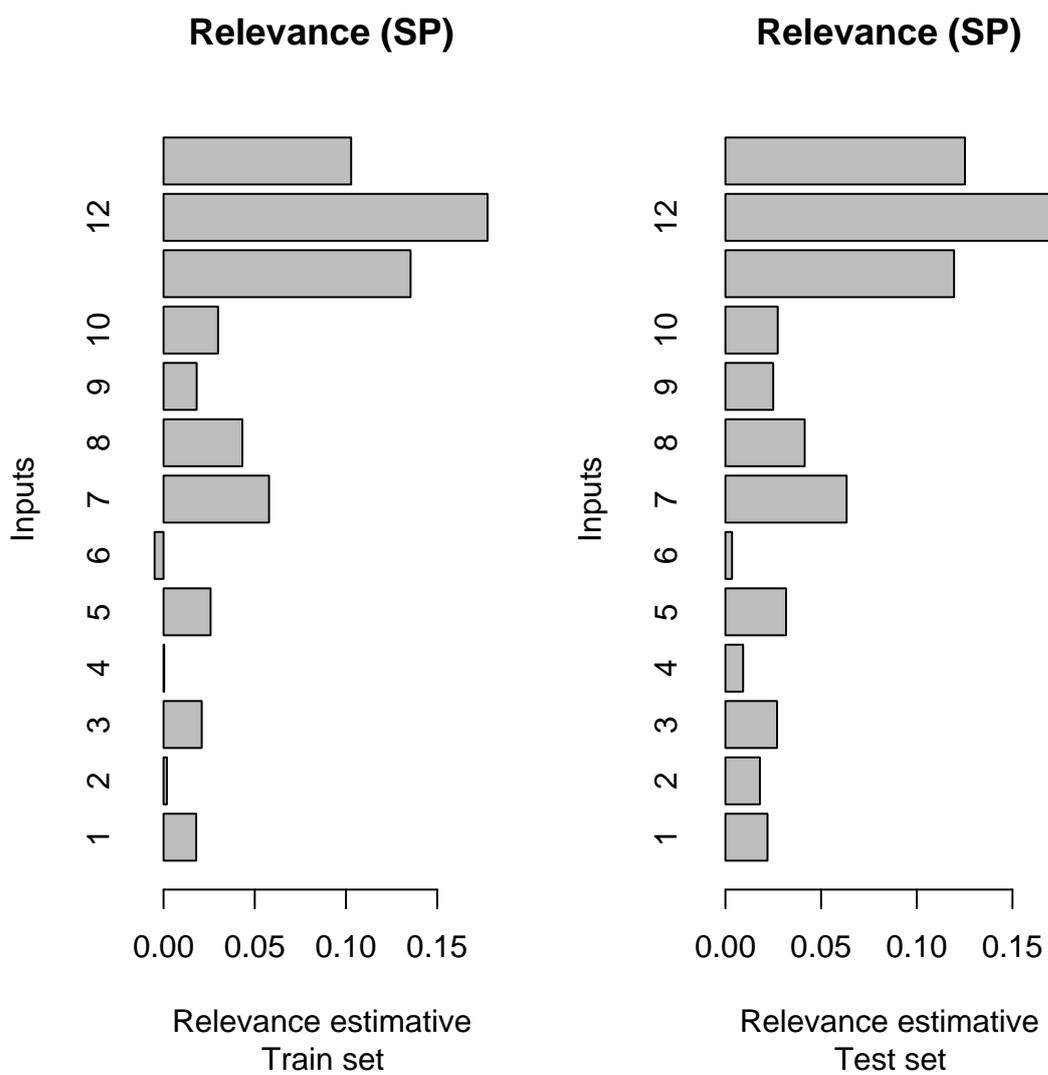 Relevance (SP)
12
10
9
8
7
6
5
4
3
2
1
Inputs
0.00 0.05 0.10 0.15
Relevance estimative
Train set
Relevance (SP)
12
10
9
8
7
6
5
4
3
2
1
Inputs
0.00 0.05 0.10 0.15
Relevance estimative
Test set